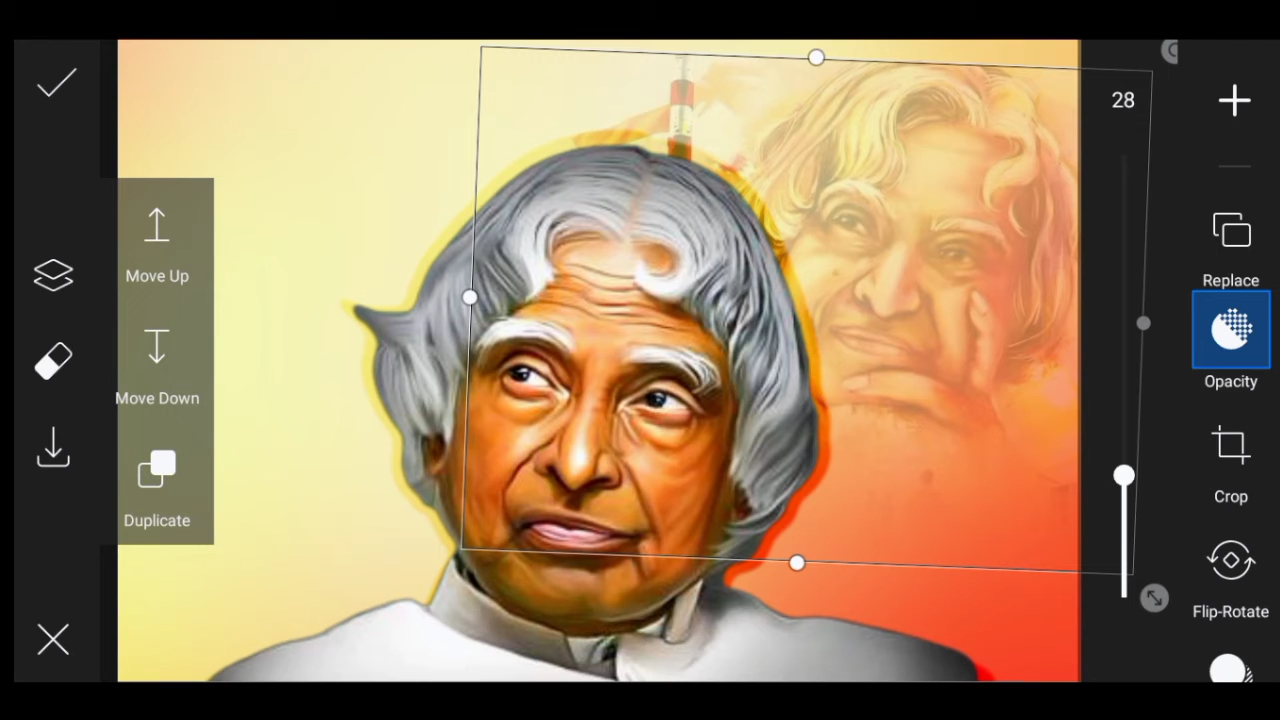 28
Move Up
Replace
Move Down
Opacity
Crop
Duplicate
Flip-Rotate